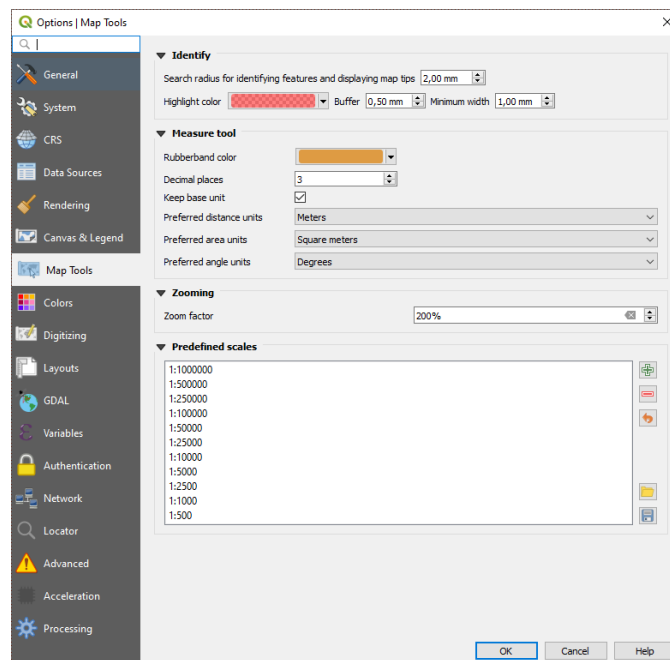 Options | Map Tools
General
System
CRS
Data Sources
Rendering
Canvas & Legend
Map Tools
Colors
Digitizing
Layouts
GDAL
Variables
Authentication
Network
Locator
Advanced
Acceleration
Processing
Identify
Search radius for identifying features and displaying map tips 2,00 mm
Highlight color Buffer 0,50 mm Minimum width 1,00 mm
Measure tool
Rubberband color
Decimal places 3
Keep base unit
Preferred distance units Meters
Preferred area units Square meters
Preferred angle units Degrees
Zooming
Zoom factor 200%
Predefined scales
1:1000000
1:500000
1:250000
1:100000
1:50000
1:25000
1:10000
1:5000
1:2500
1:1000
1:500
OK Cancel Help